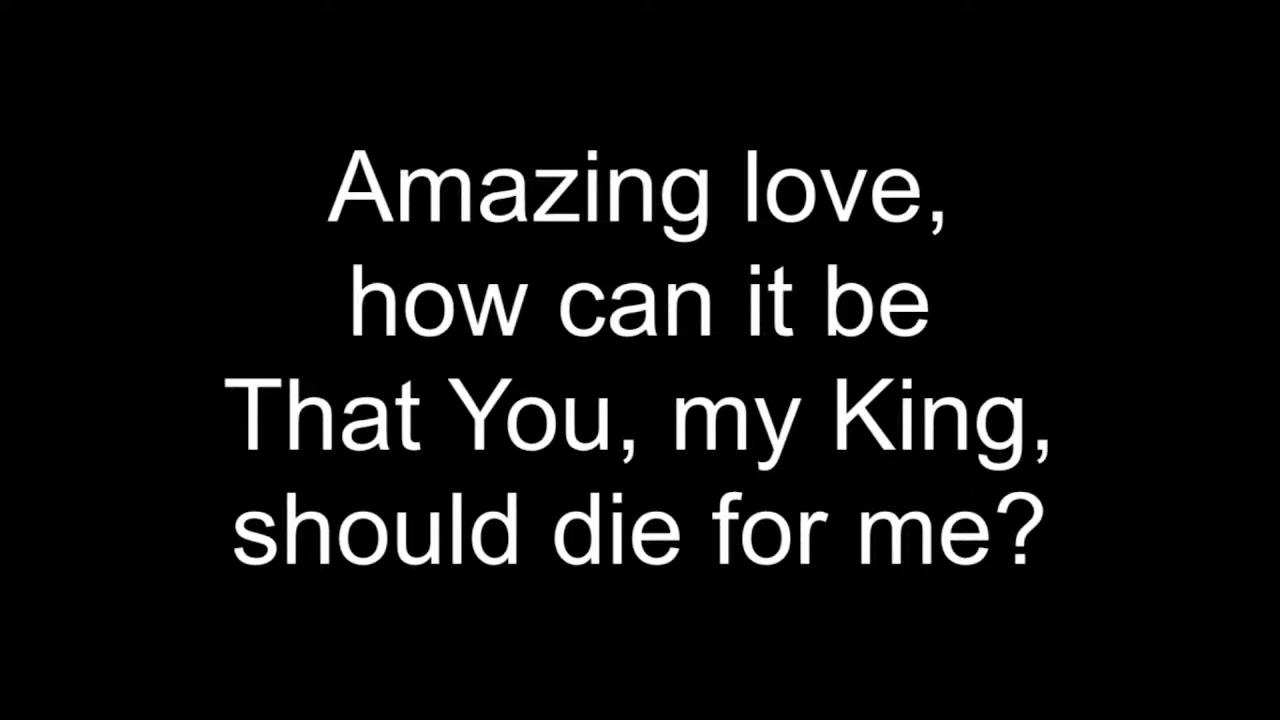 Amazing love,
how can it be
That You, my King,
should die for me?